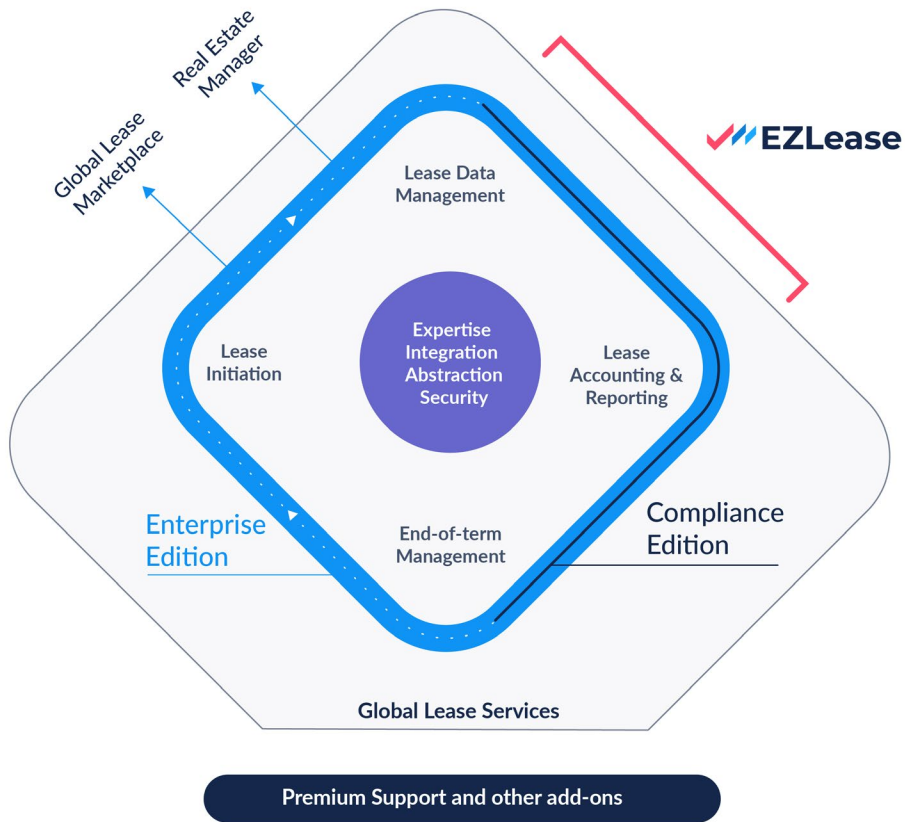 Real Estate
Manager
Global Lease
Marketplace
EZLease
Lease Data
Management
Expertise
Integration
Abstraction
Security
Lease
Initiation
Lease
Accounting &
Reporting
Enterprise
Edition
Compliance
Edition
End-of-term
Management
Global Lease Services
Premium Support and other add-ons